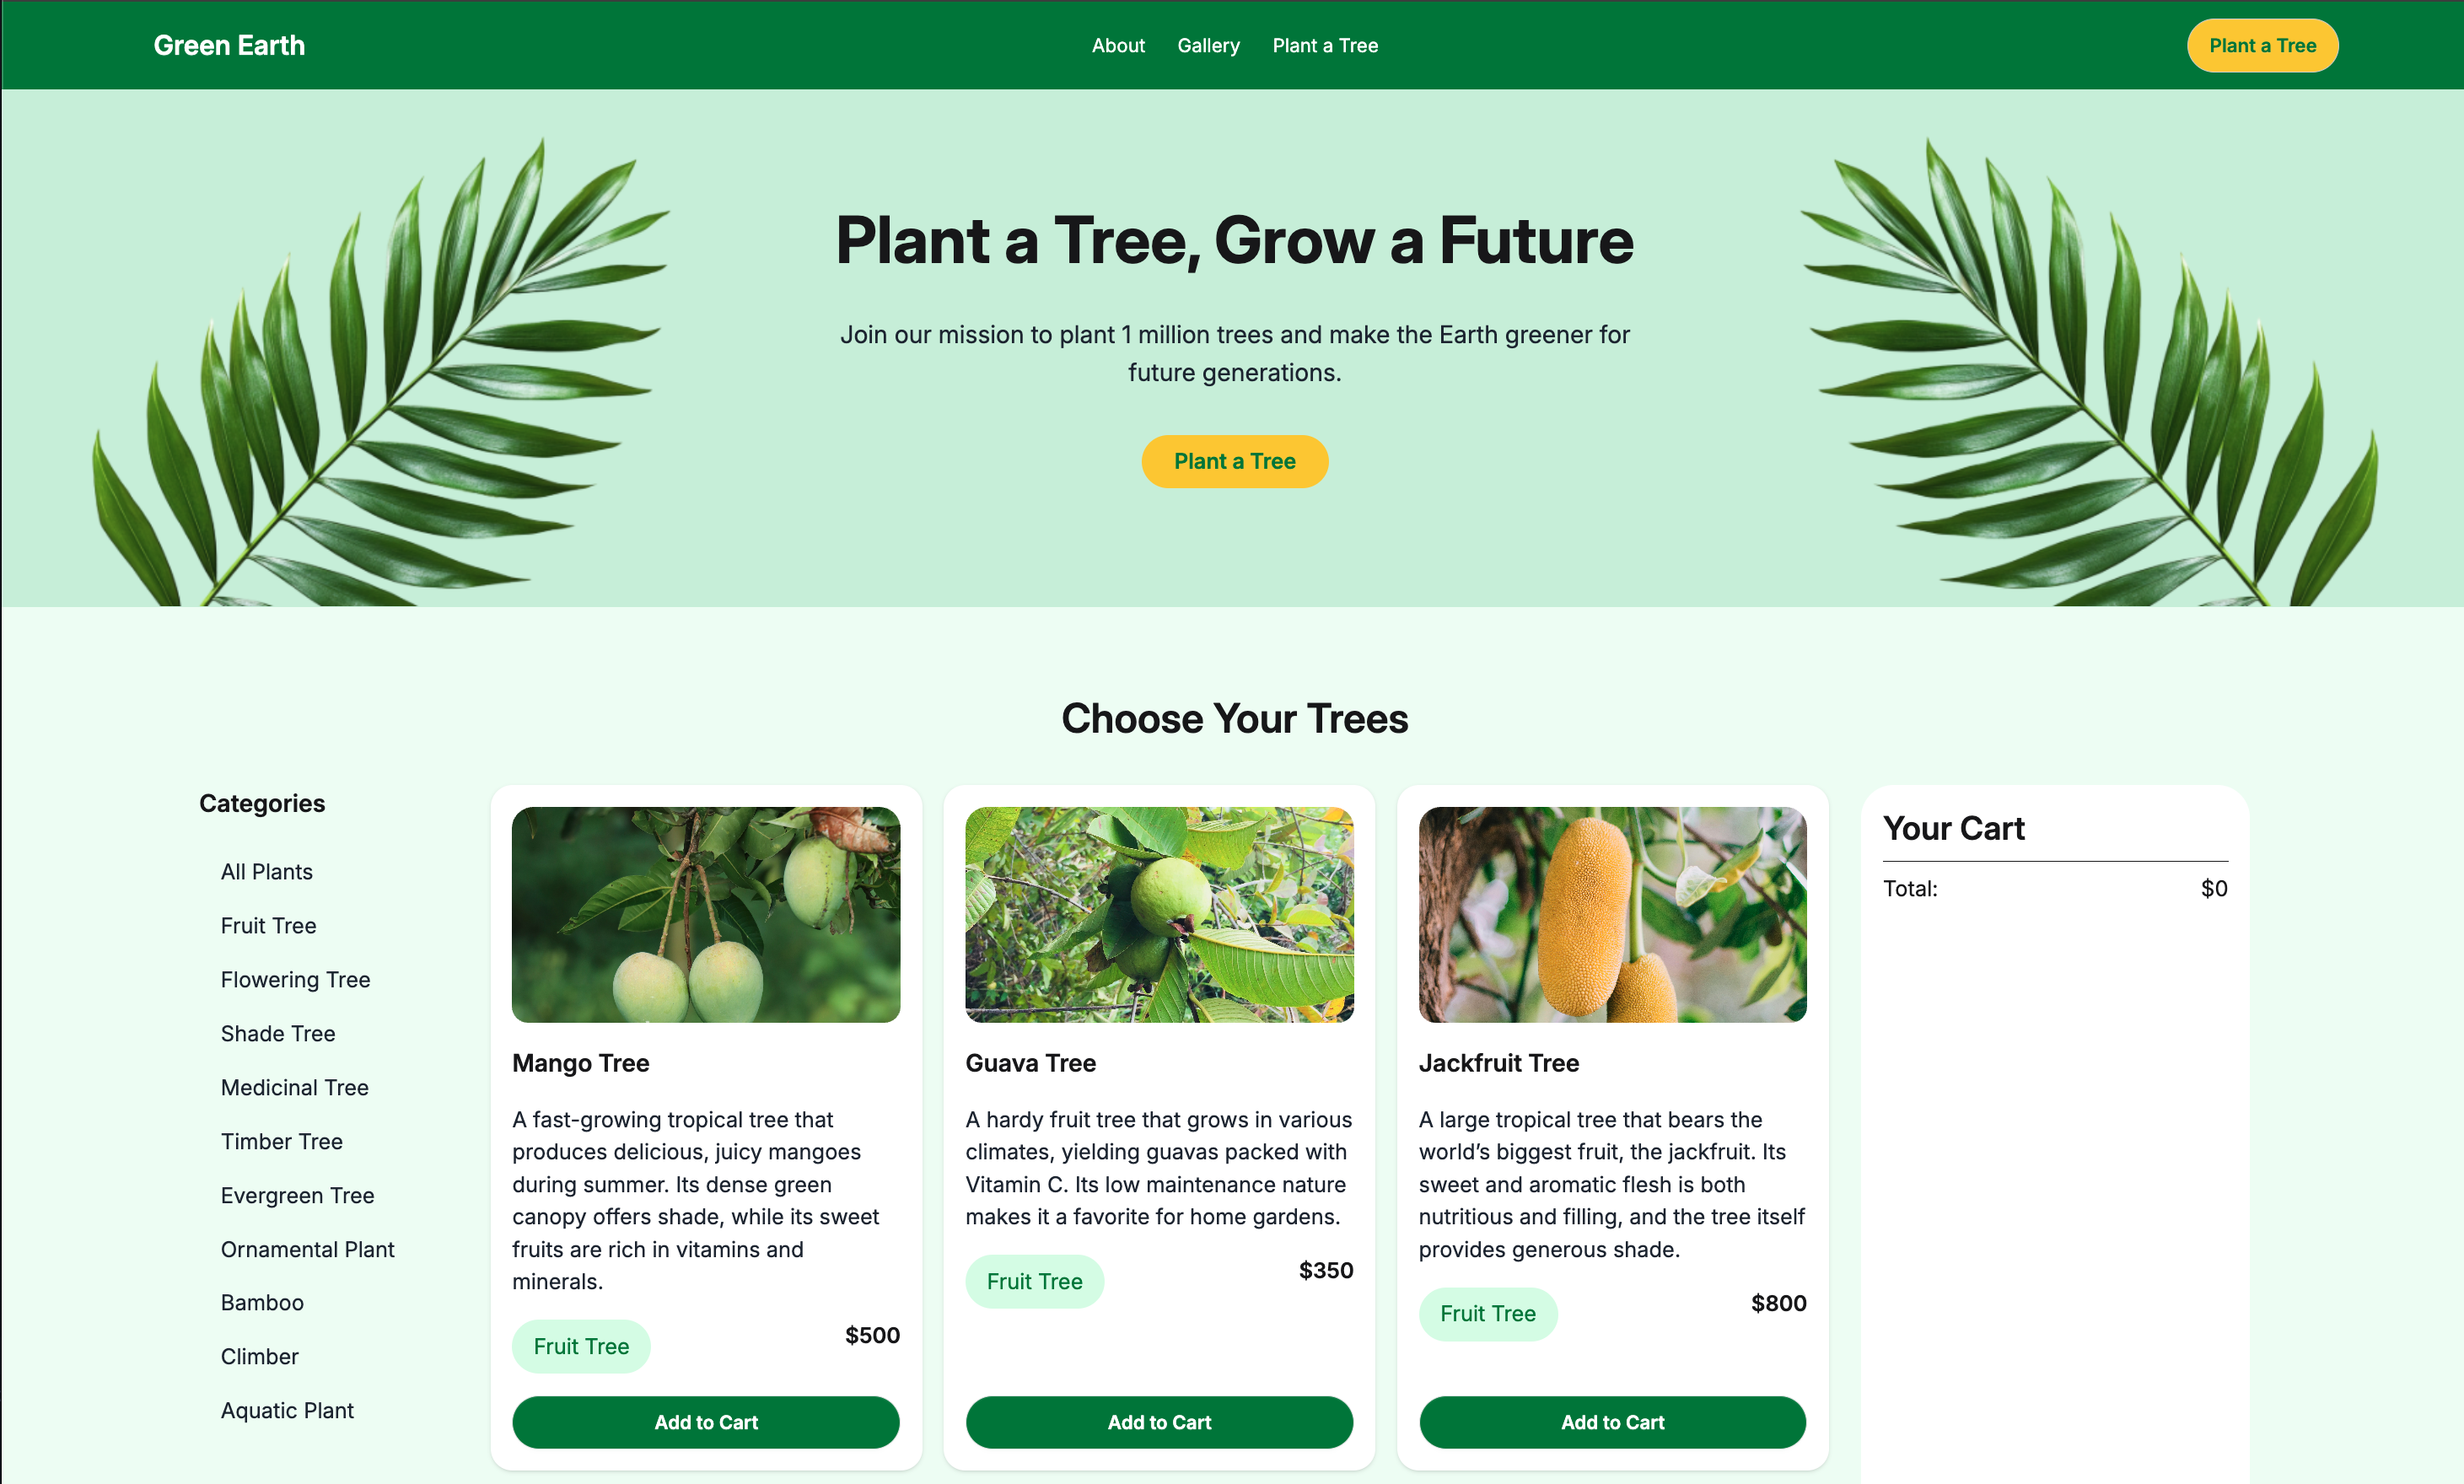 Green Earth
About
Gallery
Plant a Tree
Plant a Tree
Plant a Tree, Grow a Future
Join our mission to plant 1 million trees and make the Earth greener for
future generations.
Plant a Tree
Choose Your Trees
Categories
All Plants
Fruit Tree
Flowering Tree
Shade Tree
Medicinal Tree
Timber Tree
Evergreen Tree
Ornamental Plant
Bamboo
Climber
Aquatic Plant
Mango Tree
A fast-growing tropical tree that
produces delicious, juicy mangoes
during summer. Its dense green
canopy offers shade, while its sweet
fruits are rich in vitamins and
minerals.
Fruit Tree
$500
Add to Cart
Guava Tree
A hardy fruit tree that grows in various
climates, yielding guavas packed with
Vitamin C. Its low maintenance nature
makes it a favorite for home gardens.
Fruit Tree
$350
Add to Cart
Jackfruit Tree
A large tropical tree that bears the
world’s biggest fruit, the jackfruit. Its
sweet and aromatic flesh is both
nutritious and filling, and the tree itself
provides generous shade.
Fruit Tree
$800
Add to Cart
Your Cart
Total: $0